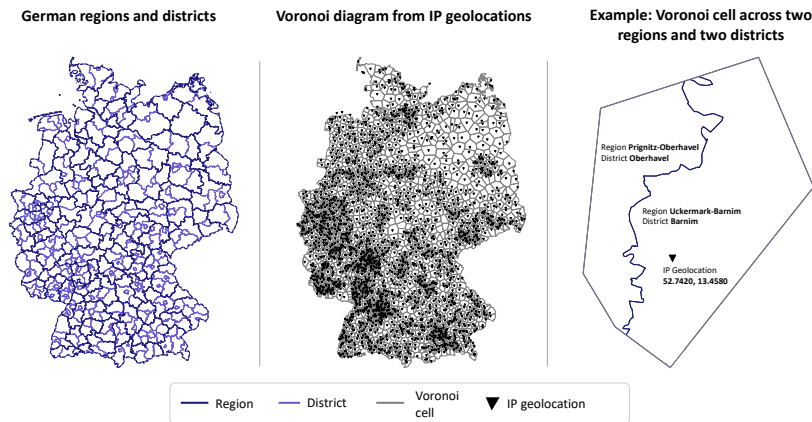 German regions and districts
Voronoi diagram from IP geolocations
Example: Voronoi cell across two
regions and two districts
Region Prignitz-Oberhavel
District Oberhavel
Region Uckermark-Barnim
District Barnim
IP Geolocation
52.7420, 13.4580
Region
District
Voronoi
cell
IP geolocation